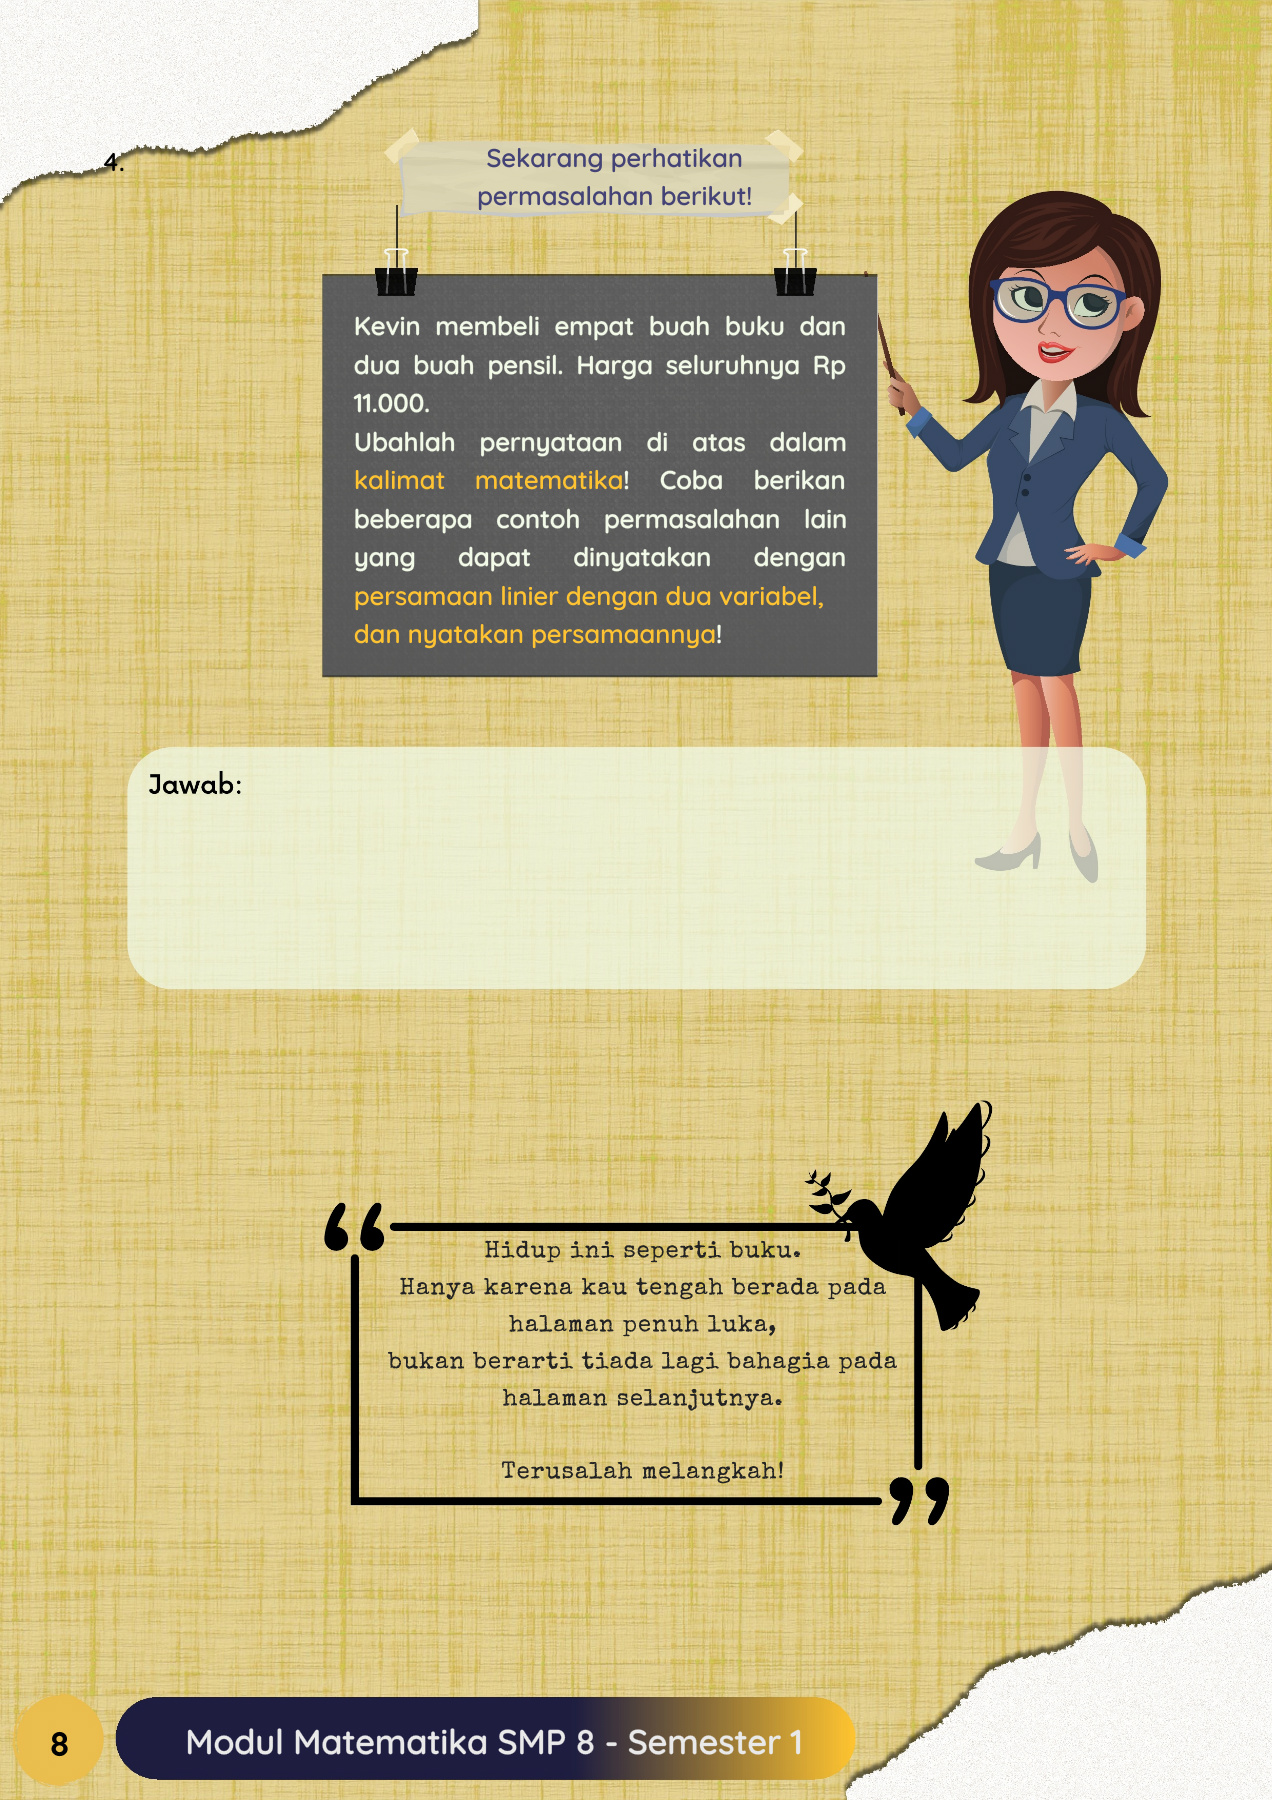 4.
Sekarang perhatikan
permasalahan berikut!
Kevin membeli empat buah buku dan
dua buah pensil. Harga seluruhnya Rp
11.000.
Ubahlah pernyataan di atas dalam
kalimat matematika! Coba berikan
beberapa contoh permasalahan lain
yang dapat dinyatakan dengan
persamaan linier dengan dua variabel,
dan nyatakan persamaannya!
Jawab:
Hidup ini seperti buku.
Hanya karena kau tengah berada pada
halaman penuh luka,
bukan berarti tiada lagi bahagia pada
halaman selanjutnya.
Terusalah melangkah!
8
Modul Matematika SMP 8 - Semester 1